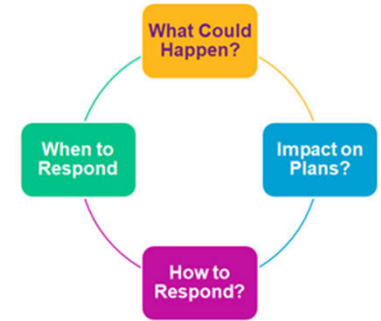 What Could
Happen?
Impact on
Plans?
How to
Respond?
When to
Respond